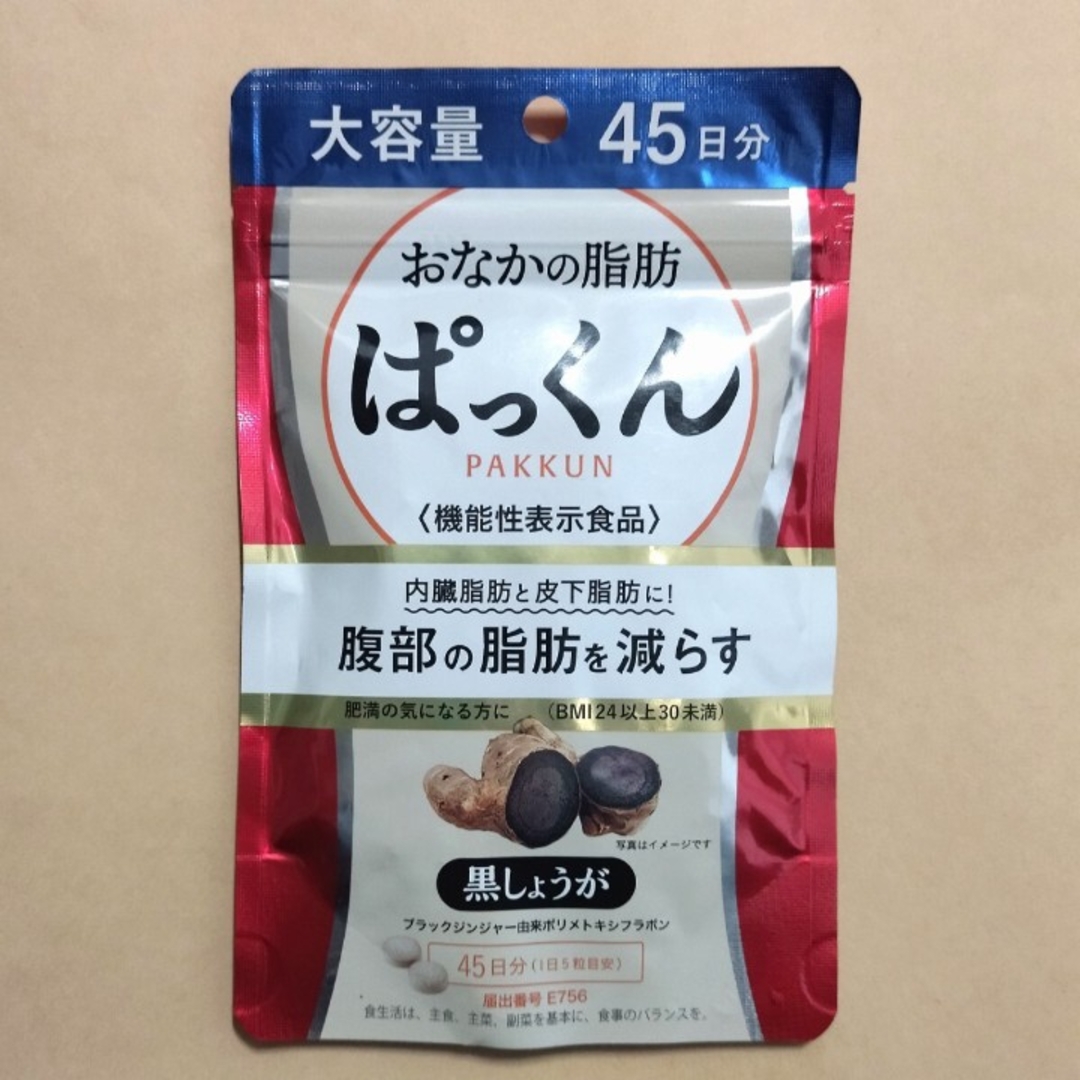 大容量 45日分
おなかの脂肪
ぱっくん
PAKKUN
〈機能性表示食品〉
内臓脂肪と皮下脂肪に!
腹部の脂肪を減らす
肥満の気になる方に (BMI24以上30未満)
写真はイメージです
黒しょうが
ブラックジンジャー由来ポリメトキシフラボン
45日分(1日5粒目安)
届出番号 E756
食生活は、主食、主菜、副菜を基本に、食事のバランスを。